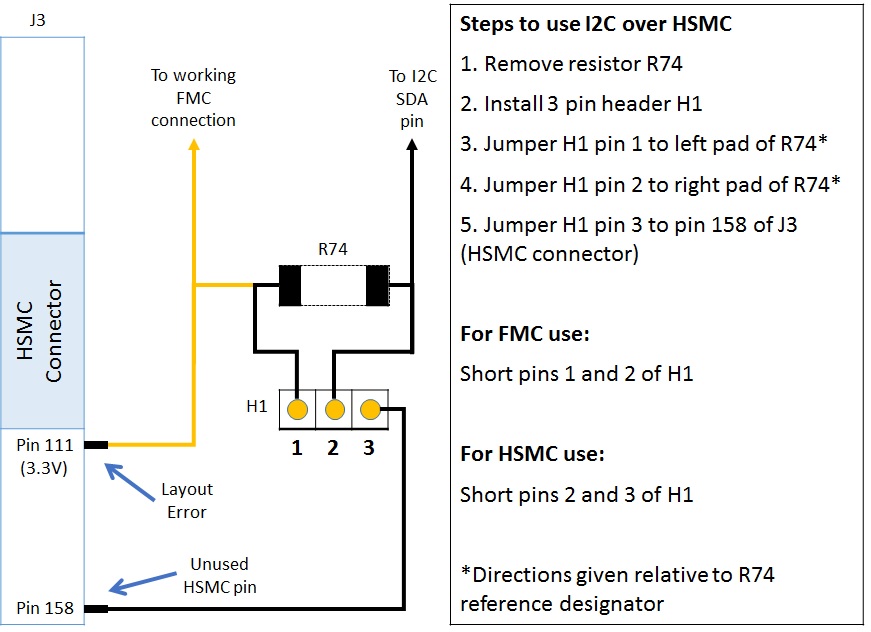 J3
To working
FMC
connection
To I2C
SDA
pin
R74
HSMC
Connector
H1
1 2 3
Pin 111
(3.3V)
Layout
Error
Unused
HSMC pin
Pin 158
Steps to use I2C over HSMC
1. Remove resistor R74
2. Install 3 pin header H1
3. Jumper H1 pin 1 to left pad of R74*
4. Jumper H1 pin 2 to right pad of R74*
5. Jumper H1 pin 3 to pin 158 of J3
(HSMC connector)
For FMC use:
Short pins 1 and 2 of H1
For HSMC use:
Short pins 2 and 3 of H1
*Directions given relative to R74
reference designator